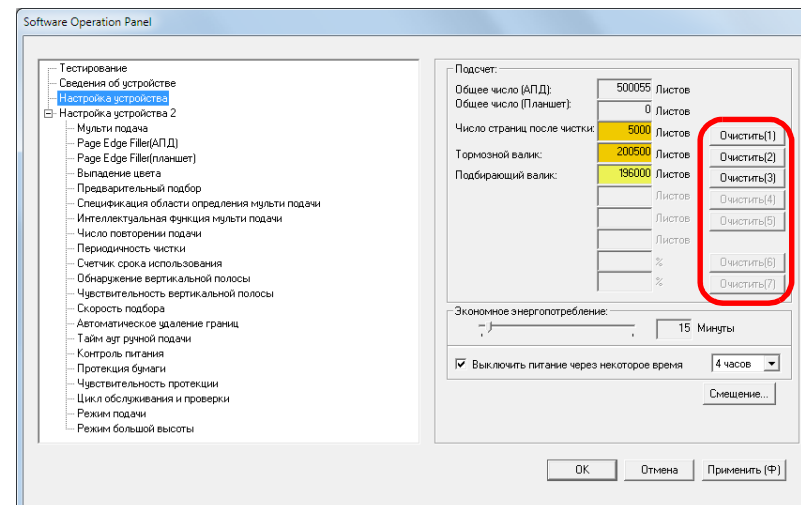 Software Operation Panel
Тестирование
Сведения об устройстве
Настройка устройства
Настройка устройства 2
Мульти подача
Page Edge Filler(АПД)
Page Edge Filler(планшет)
Выпадение цвета
Предварительный подбор
Спецификация области опредления мульти подачи
Интеллектуальная функция мульти подачи
Число повторении подачи
Периодичность чистки
Счетчик срока использования
Обнаружение вертикальной полосы
Чувствительность вертикальной полосы
Скорость подбора
Автоматическое удаление границ
Тайм аут ручной подачи
Контроль питания
Протекция бумаги
Чувствительность протекции
Цикл обслуживания и проверки
Режим подачи
Режим большой высоты
Подсчет:
Общее число (АПД): 500055 Листов
Общее число (Планшет): 0 Листов
Число страниц после чистки: 5000 Листов Очистить(1)
Тормозной валик: 200500 Листов Очистить(2)
Подбирающий валик: 196000 Листов Очистить(3)
Листов Очистить(4)
Листов Очистить(5)
Листов
% Очистить(6)
% Очистить(7)
Экономное энергопотребление:
15 Минуты
Выключить питание через некоторое время 4 часов
Смещение...
OK Отмена Применить (Ф)